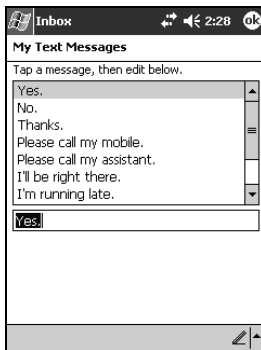 Inbox 2:28 ok
My Text Messages
Tap a message, then edit below.
Yes.
No.
Thanks.
Please call my mobile.
Please call my assistant.
I'll be right there.
I'm running late.
Yes.